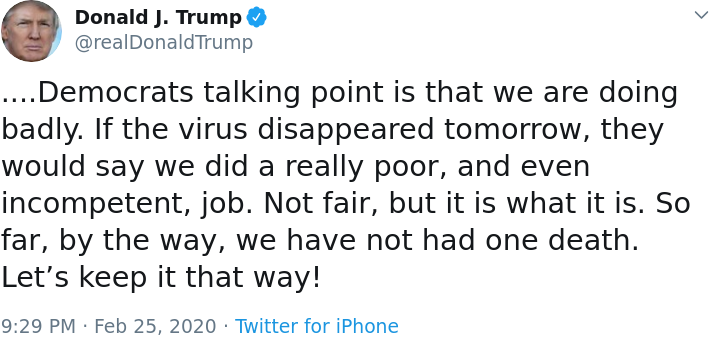 Donald J. Trump
@realDonaldTrump
....Democrats talking point is that we are doing
badly. If the virus disappeared tomorrow, they
would say we did a really poor, and even
incompetent, job. Not fair, but it is what it is. So
far, by the way, we have not had one death.
Let’s keep it that way!
9:29 PM · Feb 25, 2020 · Twitter for iPhone